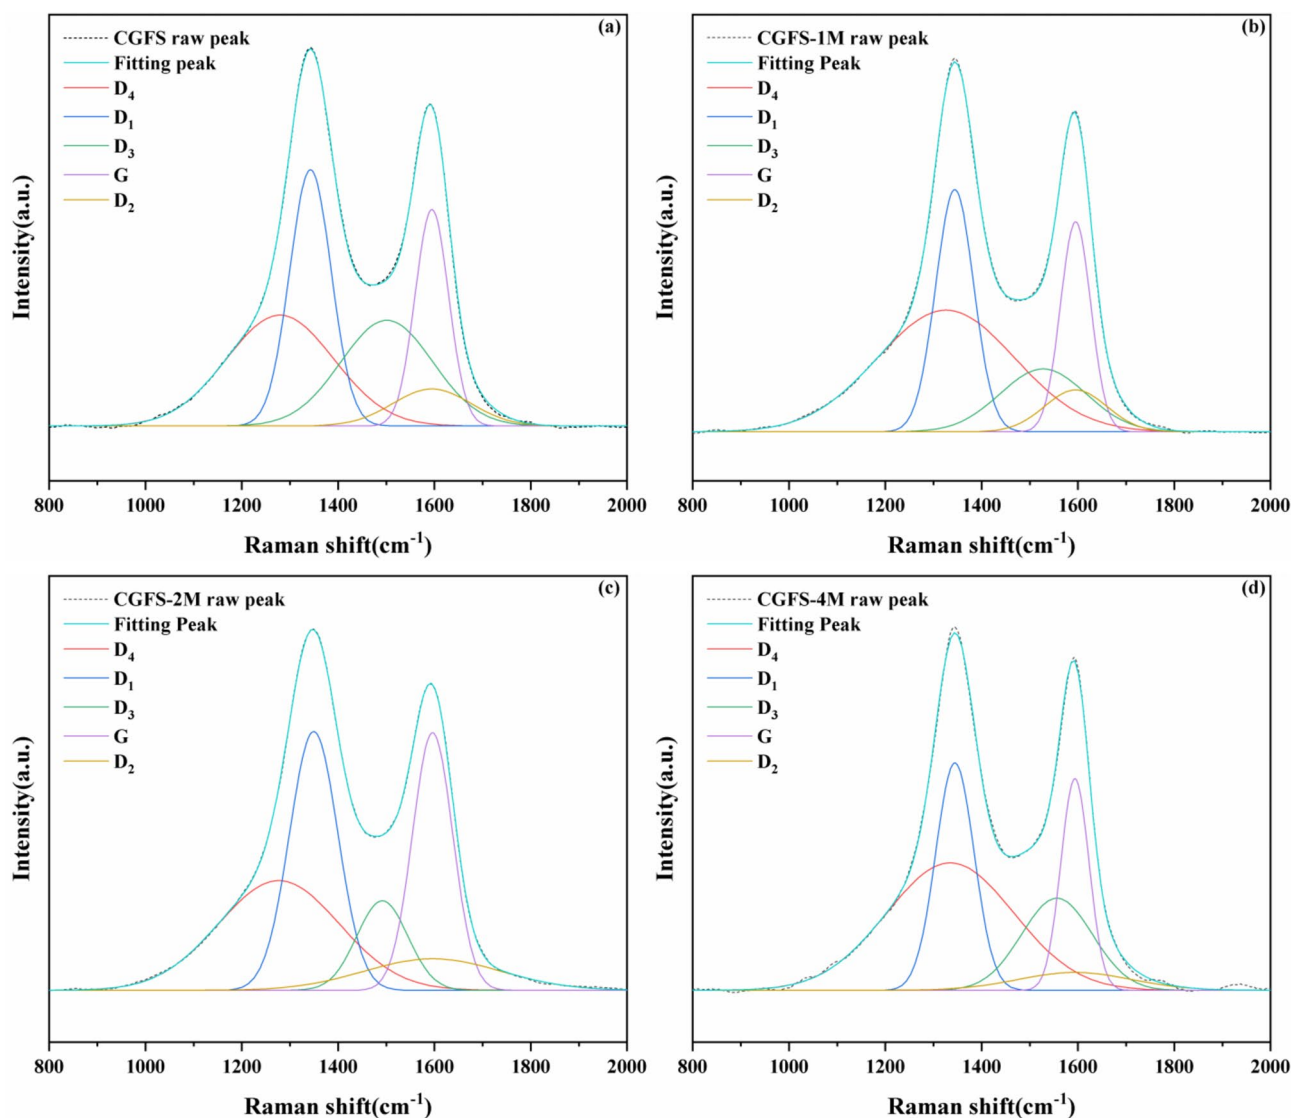 (a)
CGFS raw peak
Fitting peak
D₄
D₁
D₃
G
D₂
Intensity(a.u.)
800 1000 1200 1400 1600 1800 2000
Raman shift(cm⁻¹)
(b)
CGFS-1M raw peak
Fitting Peak
D₄
D₁
D₃
G
D₂
Intensity(a.u.)
800 1000 1200 1400 1600 1800 2000
Raman shift(cm⁻¹)
(c)
CGFS-2M raw peak
Fitting Peak
D₄
D₁
D₃
G
D₂
Intensity(a.u.)
800 1000 1200 1400 1600 1800 2000
Raman shift(cm⁻¹)
(d)
CGFS-4M raw peak
Fitting Peak
D₄
D₁
D₃
G
D₂
Intensity(a.u.)
800 1000 1200 1400 1600 1800 2000
Raman shift(cm⁻¹)